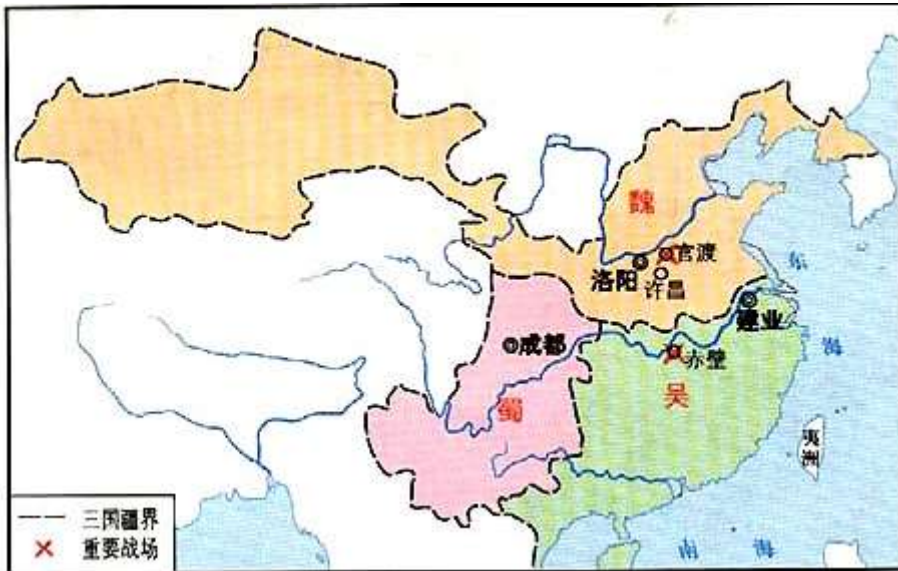 魏
官渡
洛阳
许昌
东
建业
成都
海
赤壁
蜀
吴
夷洲
三国疆界
重要战场
南 海